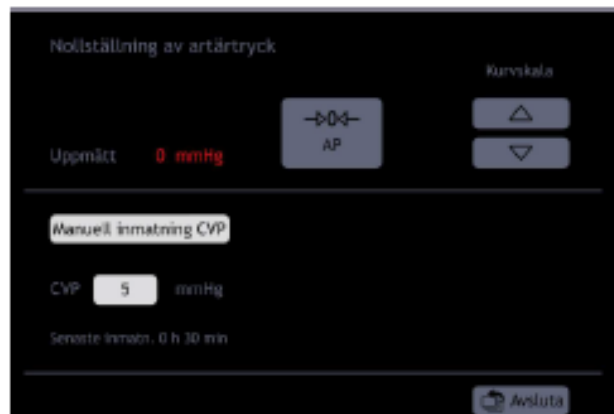 Nollställning av artärtryck
Kurvskala
→0←
AP
Uppmätt 0 mmHg
Manuell inmatning CVP
CVP 5 mmHg
Senaste inmatn. 0 h 30 min
Avsluta